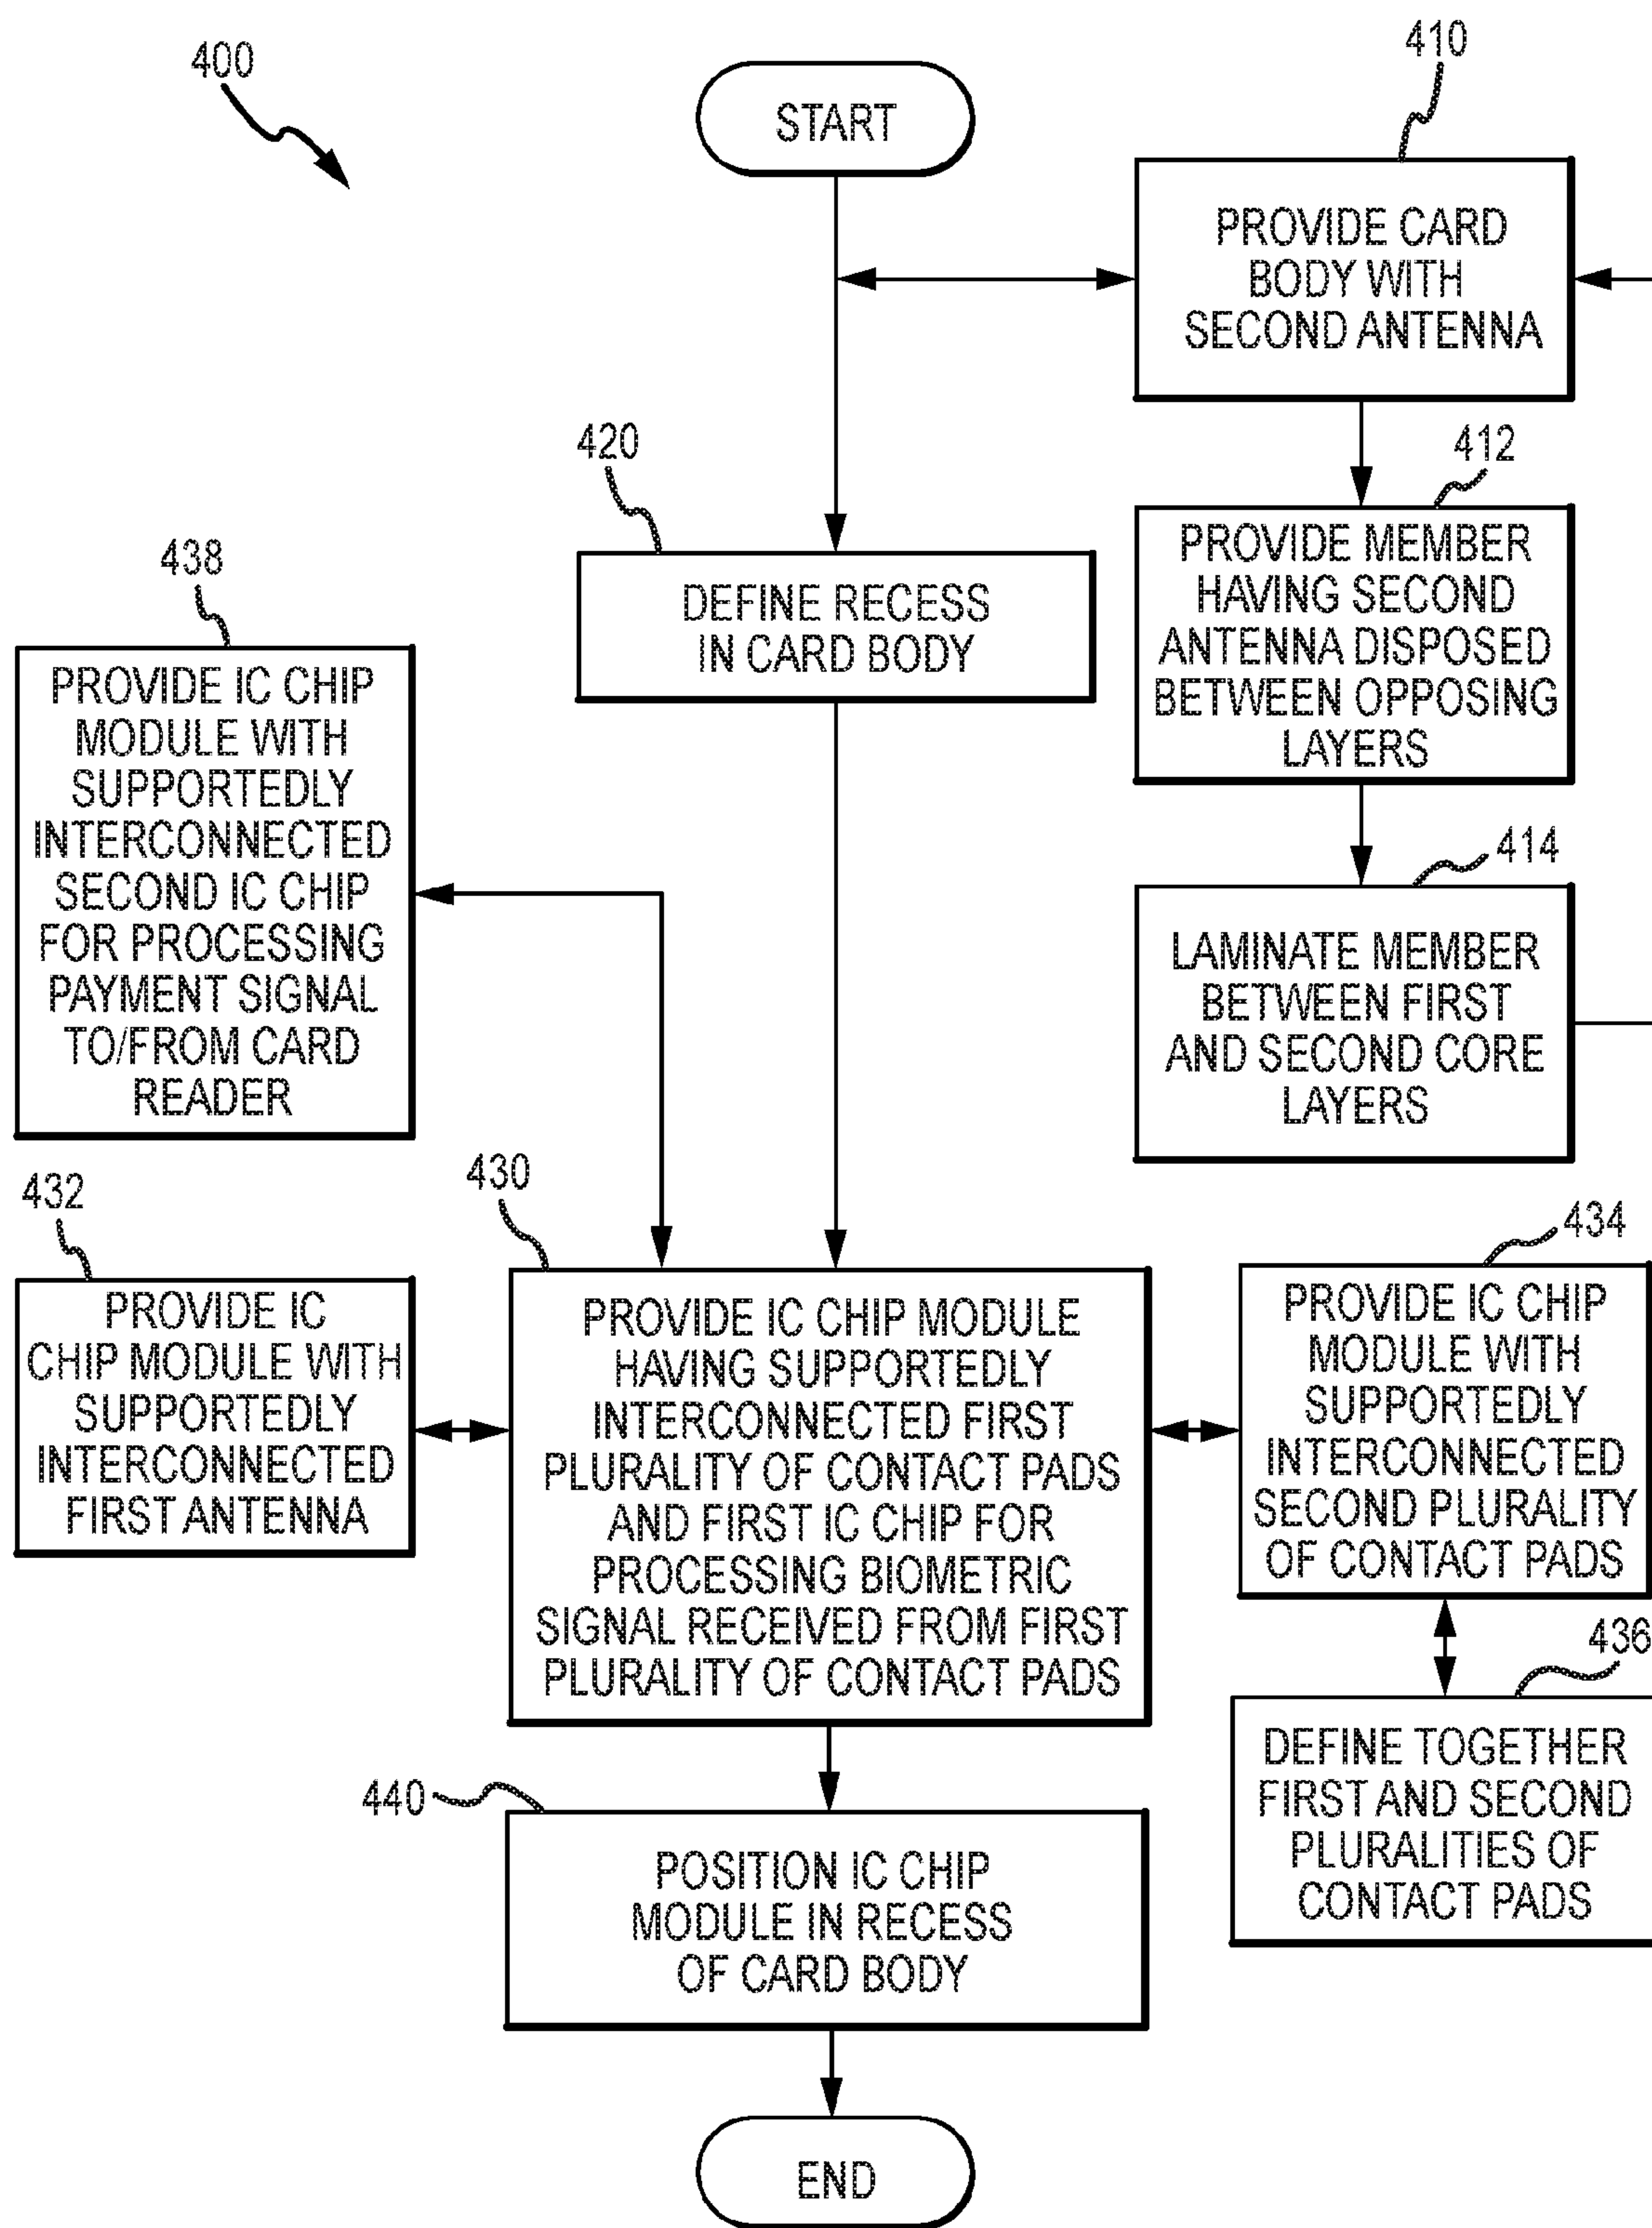 400
START
410
PROVIDE CARD
BODY WITH
SECOND ANTENNA
420
DEFINE RECESS
IN CARD BODY
412
PROVIDE MEMBER
HAVING SECOND
ANTENNA DISPOSED
BETWEEN OPPOSING
LAYERS
438
PROVIDE IC CHIP
MODULE WITH
SUPPORTEDLY
INTERCONNECTED
SECOND IC CHIP
FOR PROCESSING
PAYMENT SIGNAL
TO/FROM CARD
READER
414
LAMINATE MEMBER
BETWEEN FIRST
AND SECOND CORE
LAYERS
432
PROVIDE IC
CHIP MODULE WITH
SUPPORTEDLY
INTERCONNECTED
FIRST ANTENNA
430
PROVIDE IC CHIP MODULE
HAVING SUPPORTEDLY
INTERCONNECTED FIRST
PLURALITY OF CONTACT PADS
AND FIRST IC CHIP FOR
PROCESSING BIOMETRIC
SIGNAL RECEIVED FROM FIRST
PLURALITY OF CONTACT PADS
434
PROVIDE IC CHIP
MODULE WITH
SUPPORTEDLY
INTERCONNECTED
SECOND PLURALITY
OF CONTACT PADS
436
DEFINE TOGETHER
FIRST AND SECOND
PLURALITIES OF
CONTACT PADS
440
POSITION IC CHIP
MODULE IN RECESS
OF CARD BODY
END